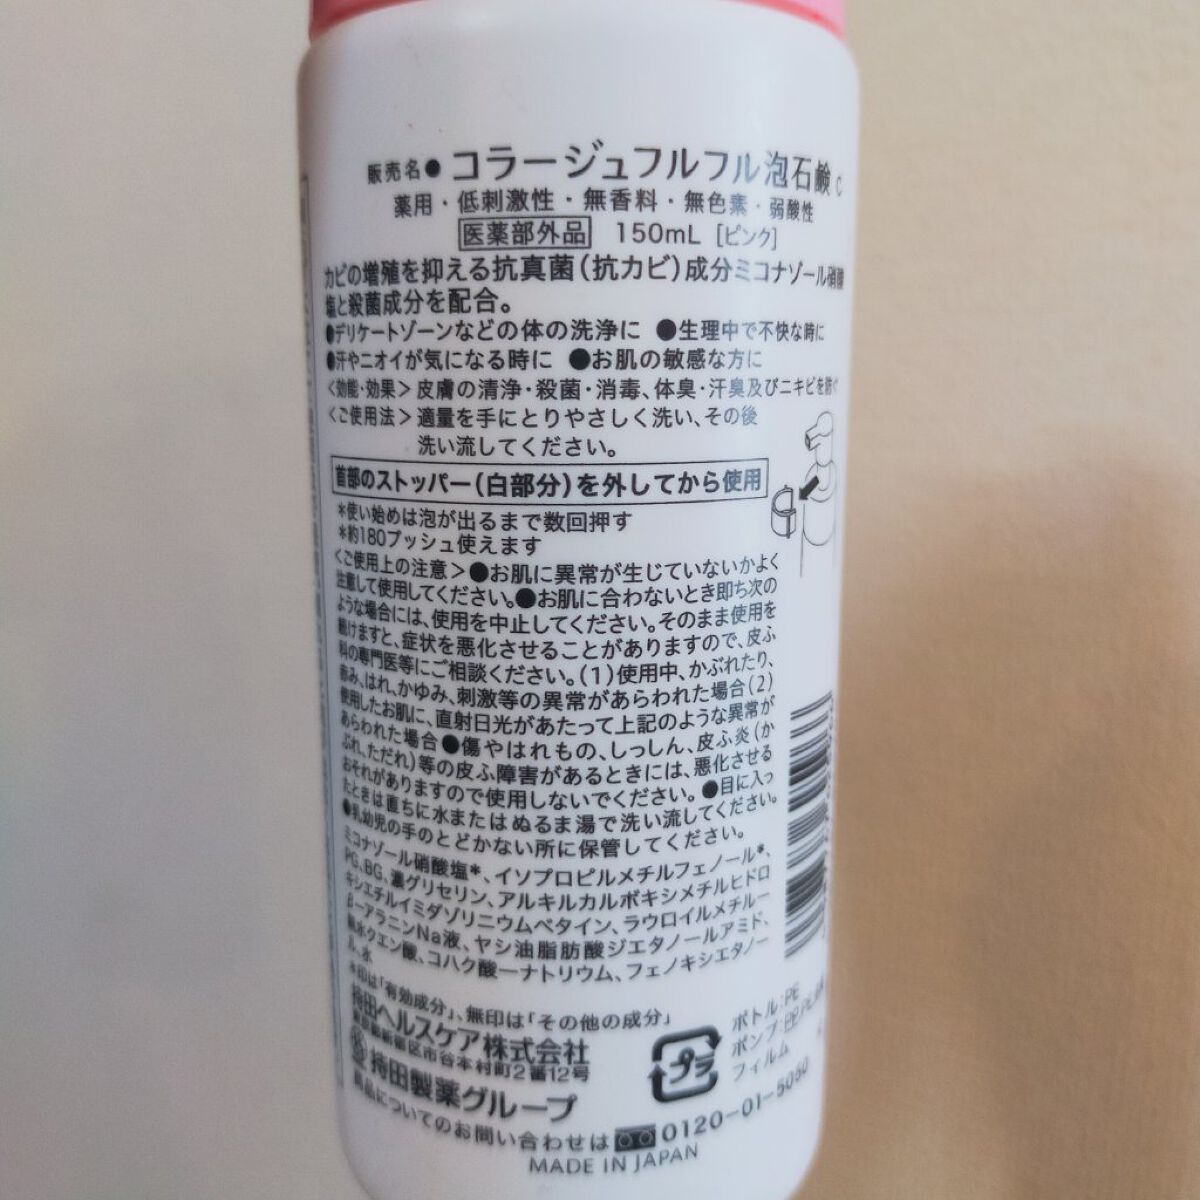 販売名●コラージュフルフル泡石鹸c
薬用・低刺激性・無香料・無色素・弱酸性
医薬部外品 150mL [ピンク]
カビの増殖を抑える抗真菌(抗カビ)成分ミコナゾール硝酸
塩と殺菌成分を配合。
●デリケートゾーンなどの体の洗浄に ●生理中で不快な時に
●汗やニオイが気になる時に ●お肌の敏感な方に
〈効能・効果〉皮膚の清浄・殺菌・消毒、体臭・汗臭及びニキビを防ぐ
〈ご使用法〉適量を手にとりやさしく洗い、その後
洗い流してください。
首部のストッパー(白部分)を外してから使用
*使い始めは泡が出るまで数回押す
*約180プッシュ使えます
〈ご使用上の注意〉●お肌に異常が生じていないかよく
注意して使用してください。●お肌に合わないとき即ち次の
ような場合には、使用を中止してください。そのまま使用を
続けますと、症状を悪化させることがありますので、皮ふ
科の専門医等にご相談ください。(1)使用中、かぶれたり、
赤み、はれ、かゆみ、刺激等の異常があらわれた場合(2)
使用したお肌に、直射日光があたって上記のような異常が
あらわれた場合●傷やはれもの、しっしん、皮ふ炎(か
ぶれ、ただれ)等の皮ふ障害があるときには、悪化させる
おそれがありますので使用しないでください。●目に入っ
たときは直ちに水またはぬるま湯で洗い流してください。
●乳幼児の手のとどかない所に保管してください。
ミコナゾール硝酸塩*、イソプロピルメチルフェノール*、
PG、BG、濃グリセリン、アルキルカルボキシメチルヒドロ
キシエチルイミダゾリニウムベタイン、ラウロイルメチル-
β-アラニンNa液、ヤシ油脂肪酸ジエタノールアミド、
無水クエン酸、コハク酸一ナトリウム、フェノキシエタノー
ル、水
*印は「有効成分」、無印は「その他の成分」
持田ヘルスケア株式会社
東京都新宿区市谷本村町2番12号
持田製薬グループ
商品についてのお問い合わせは 0120-01-5050
MADE IN JAPAN
プラ
ボトル:PE
ポンプ:PP,PE,
フィルム